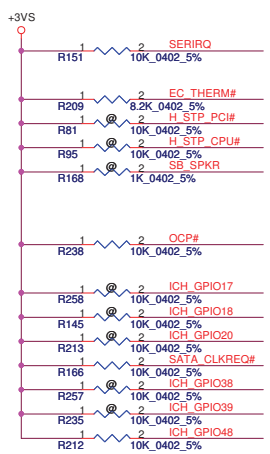 +3VS
1 2 SERIRQ
R151 10K_0402_5%
1 2 EC_THERM#
R209 8.2K_0402_5%
1 @ 2 H_STP_PCI#
R81 10K_0402_5%
1 @ 2 H_STP_CPU#
R95 10K_0402_5%
1 @ 2 SB_SPKR
R168 1K_0402_5%
1 2 OCP#
R238 10K_0402_5%
1 @ 2 ICH_GPIO17
R258 10K_0402_5%
1 @ 2 ICH_GPIO18
R145 10K_0402_5%
1 @ 2 ICH_GPIO20
R213 10K_0402_5%
1 2 SATA_CLKREQ#
R166 10K_0402_5%
1 @ 2 ICH_GPIO38
R257 10K_0402_5%
1 @ 2 ICH_GPIO39
R235 10K_0402_5%
1 2 ICH_GPIO48
R212 10K_0402_5%